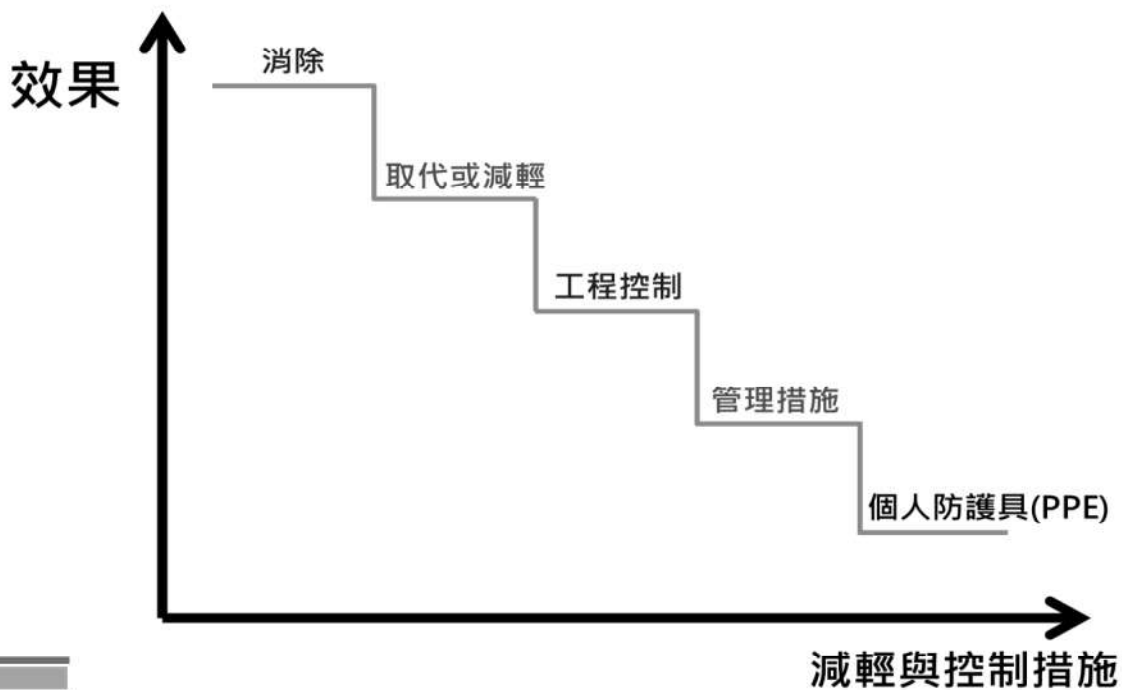 消除
效果
取代或減輕
工程控制
管理措施
個人防護具(PPE)
減輕與控制措施